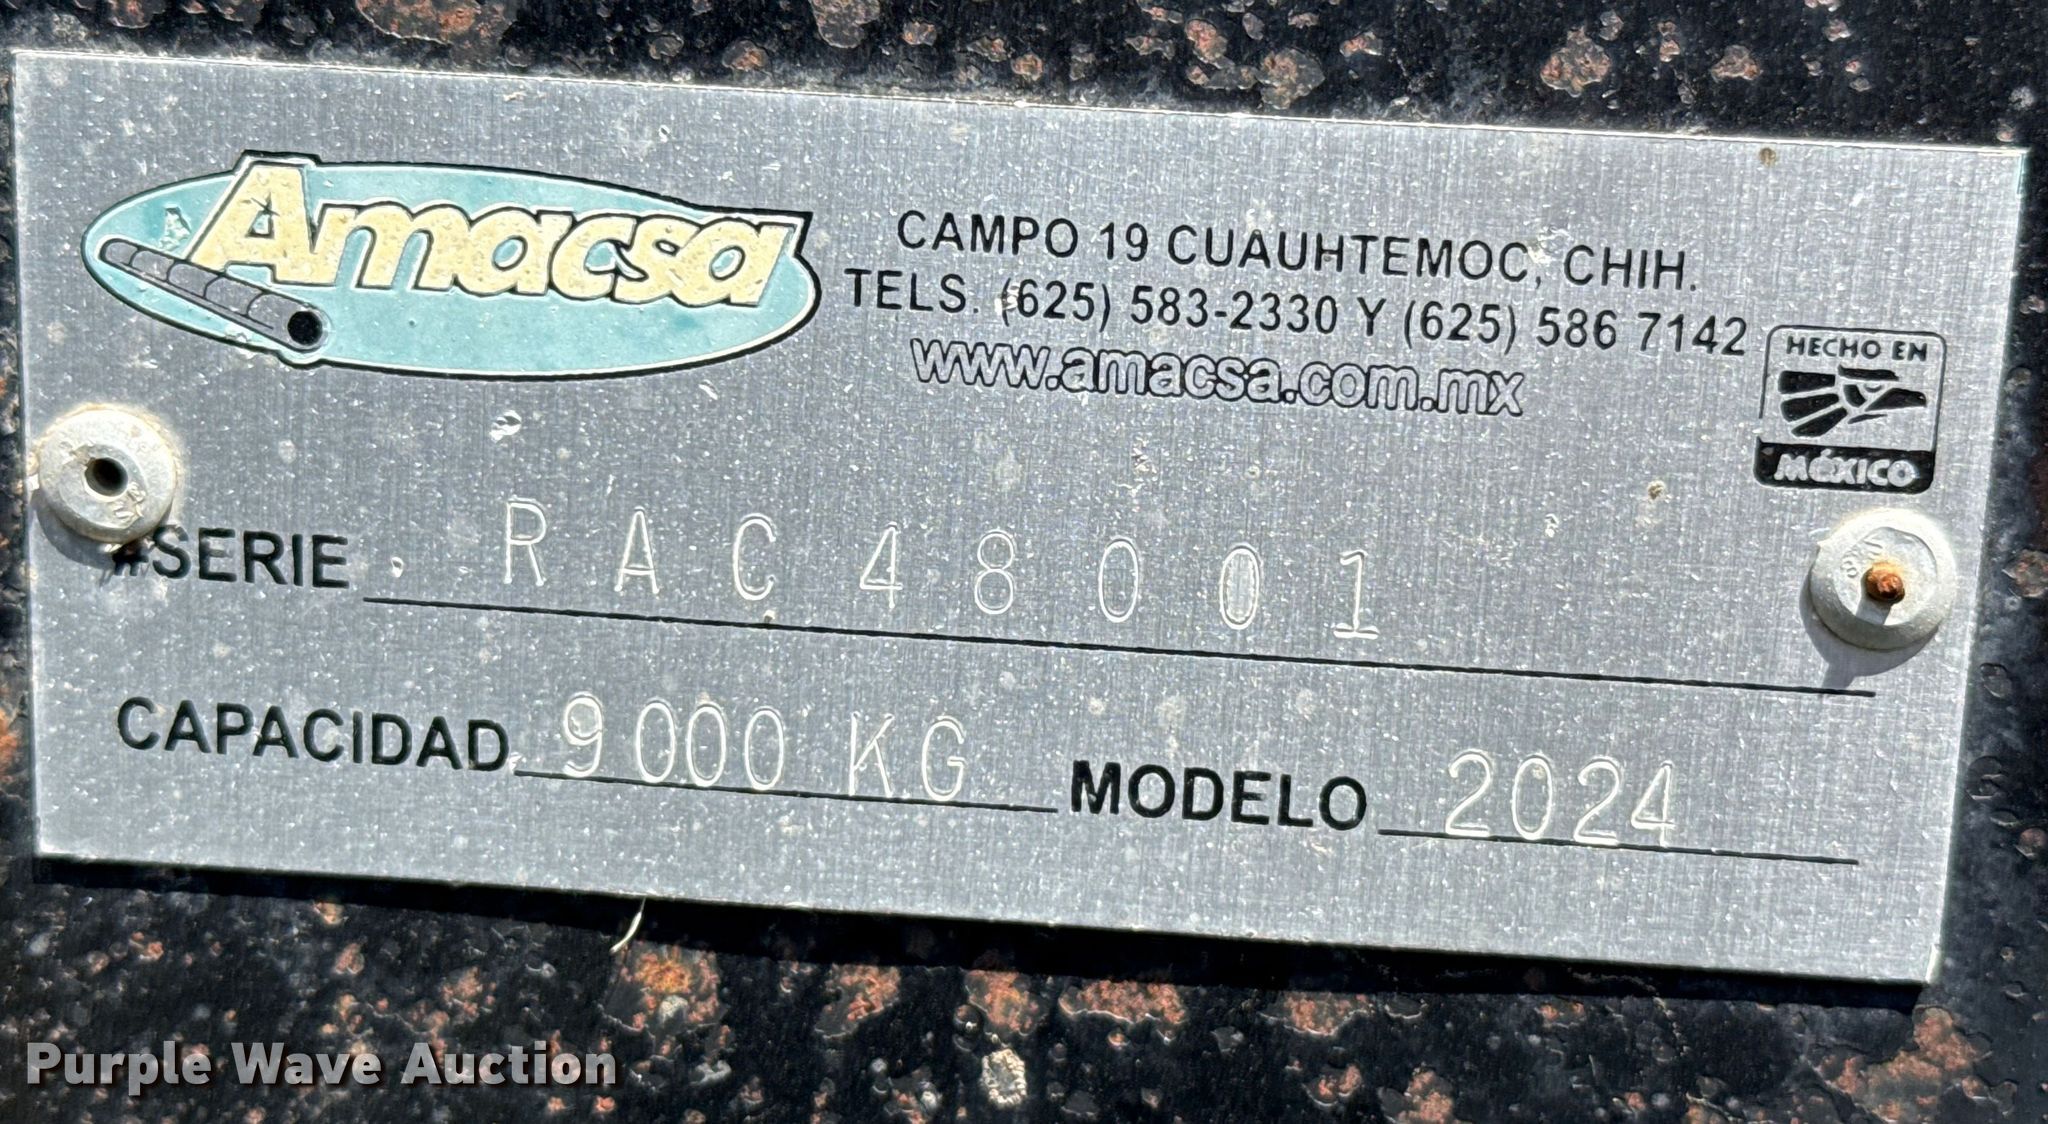 Amacsa
CAMPO 19 CUAUHTEMOC, CHIH.
TELS. (625) 583-2330 Y (625) 586 7142
www.amacsa.com.mx
HECHO EN
MÉXICO
#SERIE RAC48001
CAPACIDAD 9000 KG MODELO 2024
Purple Wave Auction